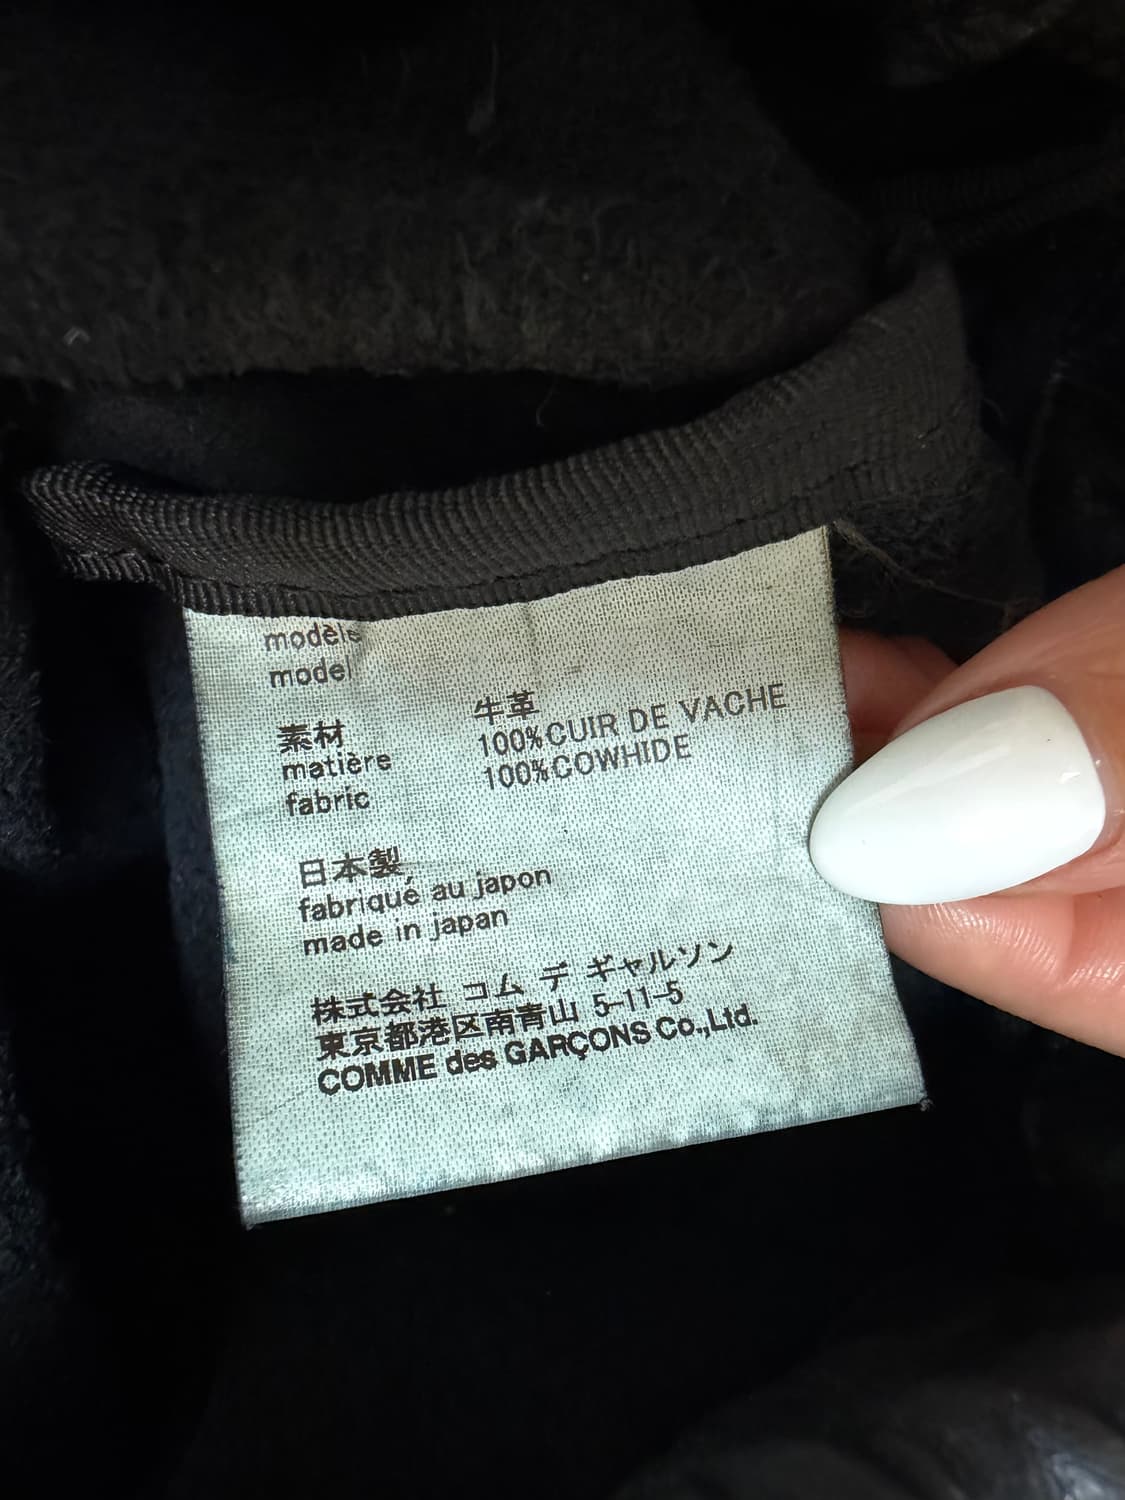 modèle
model
素材
matière
fabric
牛革
100%CUIR DE VACHE
100%COWHIDE
日本製,
fabriqué au japon
made in japan
株式会社 コム デ ギャルソン
東京都港区南青山 5-11-5
COMME des GARÇONS Co.,Ltd.